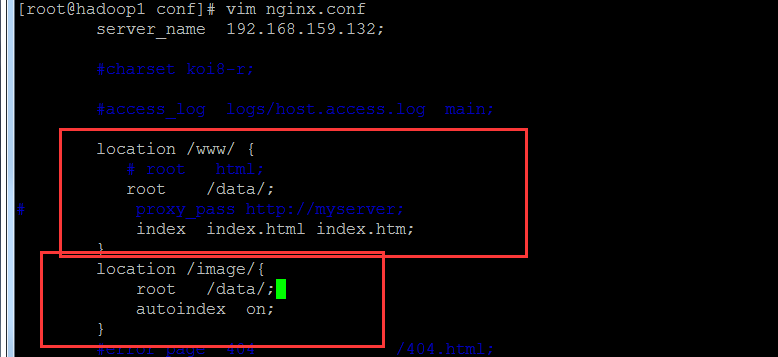 [root@hadoop1 conf]# vim nginx.conf
server_name 192.168.159.132;
#charset koi8-r;
#access_log logs/host.access.log main;
location /www/ {
# root html;
root /data/;
# proxy_pass http://myserver;
index index.html index.htm;
}
location /image/{
root /data/;
autoindex on;
}
#error_page 404 /404.html;